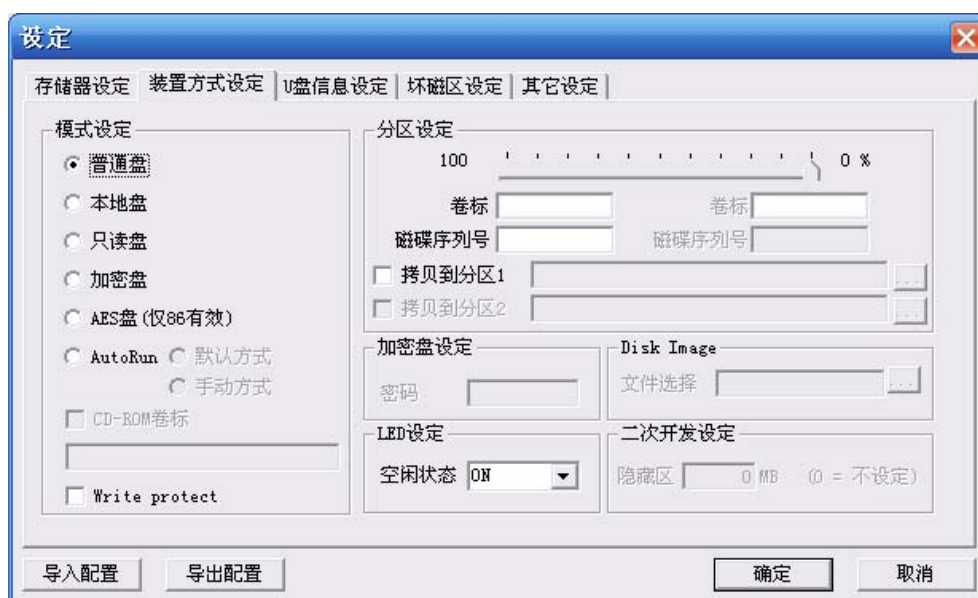 设定
存储器设定 装置方式设定 U盘信息设定 坏磁区设定 其它设定
模式设定
普通盘
本地盘
只读盘
加密盘
AES盘(仅86有效)
AutoRun 默认方式
手动方式
CD-ROM卷标
Write protect
分区设定
100 0 %
卷标 卷标
磁碟序列号 磁碟序列号
拷贝到分区1 ...
拷贝到分区2 ...
加密盘设定
密码
Disk Image
文件选择 ...
LED设定
空闲状态 ON
二次开发设定
隐藏区 0 MB (0 = 不设定)
导入配置 导出配置 确定 取消